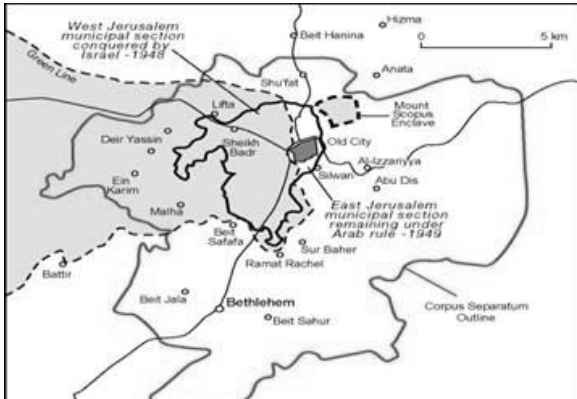 West Jerusalem
municipal section
conquered by
Israel -1948
Hizma
Beit Hanina
0
5 km
Green Line
Shu'fat
Anata
Lifta
Mount
Scopus
Enclave
Deir Yassin
Sheikh
Badr
Old City
Al-Izzariyya
Silwan
Ein
Karim
Abu Dis
Malha
East Jerusalem
municipal section
remaining under
Arab rule -1949
Beit
Safafa
Sur Baher
Ramat Rachel
Battir
Beit Jala
Bethlehem
Corpus Separatum
Outline
Beit Sahur